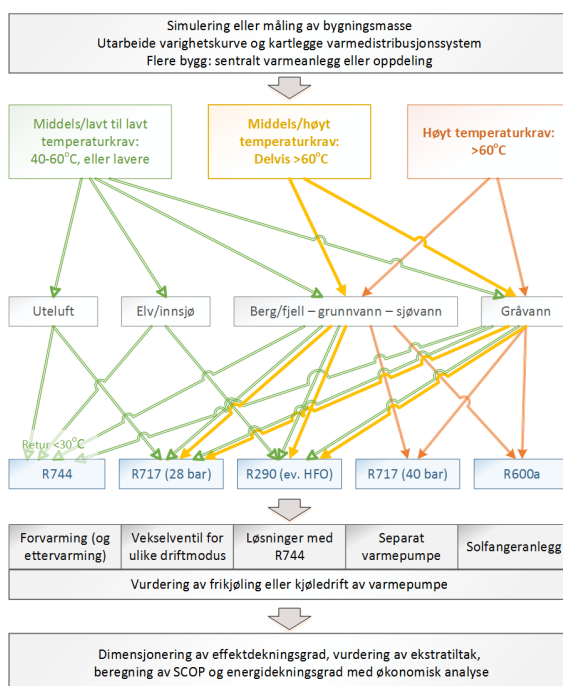 Simulering eller måling av bygningsmasse
Utarbeide varighetskurve og kartlegge varmedistribusjonssystem
Flere bygg: sentralt varmeanlegg eller oppdeling
Middels/lavt til lavt
temperaturkrav:
40-60°C, eller lavere
Middels/høyt
temperaturkrav:
Delvis >60°C
Høyt temperaturkrav:
>60°C
Uteluft
Elv/innsjø
Berg/fjell – grunnvann – sjøvann
Gråvann
Retur <30°C
R744
R717 (28 bar)
R290 (ev. HFO)
R717 (40 bar)
R600a
Forvarming (og
ettervarming)
Vekselventil for
ulike driftmodus
Løsninger med
R744
Separat
varmepumpe
Solfangeranlegg
Vurdering av frikjøling eller kjøledrift av varmepumpe
Dimensjonering av effektdekningsgrad, vurdering av ekstratiltak,
beregning av SCOP og energidekningsgrad med økonomisk analyse